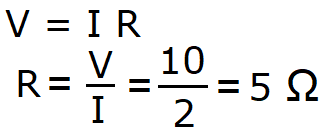 V = I R
R = V/I = 10/2 = 5 Ω